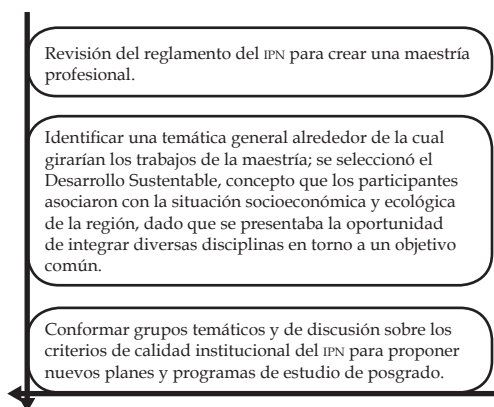 Revisión del reglamento del IPN para crear una maestría
profesional.
Identificar una temática general alrededor de la cual
girarían los trabajos de la maestría; se seleccionó el
Desarrollo Sustentable, concepto que los participantes
asociaron con la situación socioeconómica y ecológica
de la región, dado que se presentaba la oportunidad
de integrar diversas disciplinas en torno a un objetivo
común.
Conformar grupos temáticos y de discusión sobre los
criterios de calidad institucional del IPN para proponer
nuevos planes y programas de estudio de posgrado.